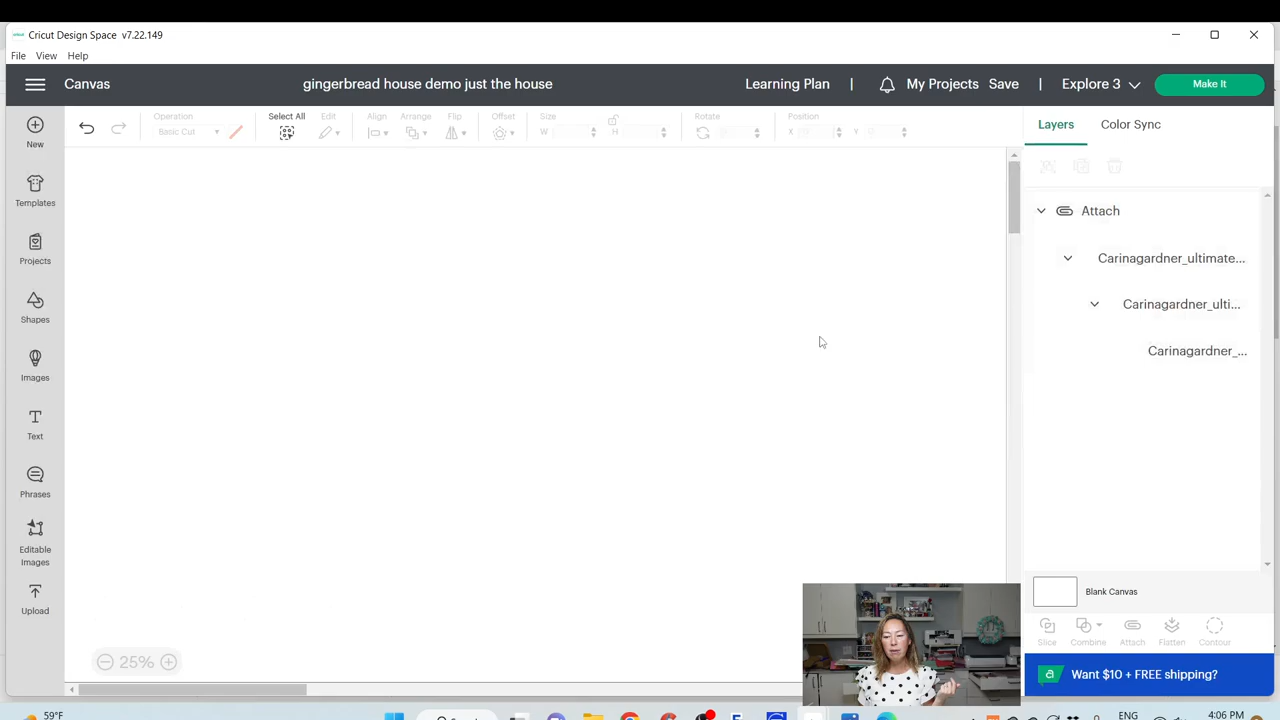 Cricut Design Space v7.22.149
File View Help
Canvas
gingerbread house demo just the house
Learning Plan | My Projects Save | Explore 3 Make It
New
Templates
Projects
Shapes
Images
Text
Phrases
Editable
Images
Upload
Operation
Basic Cut
Select All
Edit
Align
Arrange
Flip
Offset
Size
W H
Rotate
Position
X Y
Layers Color Sync
Attach
Carinagardner_ultimate...
Carinagardner_ulti...
Carinagardner_...
Blank Canvas
Slice Combine Attach Flatten Contour
a Want $10 + FREE shipping?
25%
59°F
ENG
4:06 PM